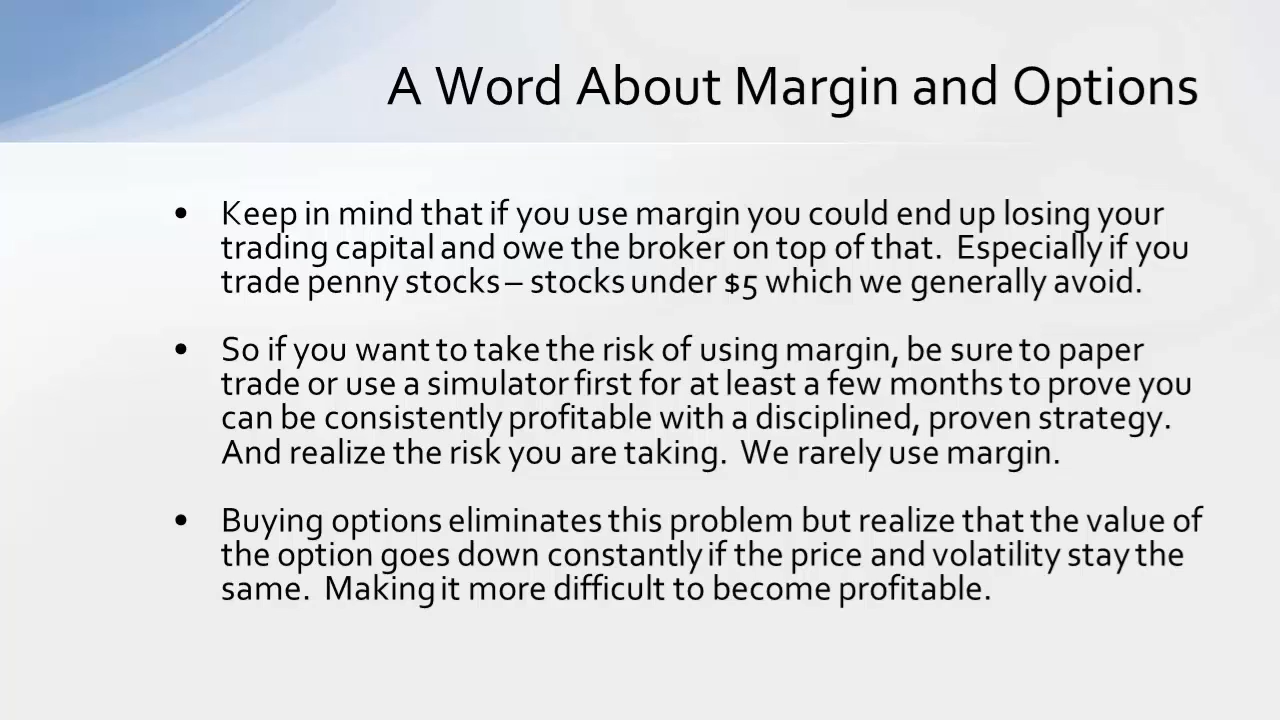 A Word About Margin and Options
• Keep in mind that if you use margin you could end up losing your
trading capital and owe the broker on top of that. Especially if you
trade penny stocks – stocks under $5 which we generally avoid.
• So if you want to take the risk of using margin, be sure to paper
trade or use a simulator first for at least a few months to prove you
can be consistently profitable with a disciplined, proven strategy.
And realize the risk you are taking. We rarely use margin.
• Buying options eliminates this problem but realize that the value of
the option goes down constantly if the price and volatility stay the
same. Making it more difficult to become profitable.